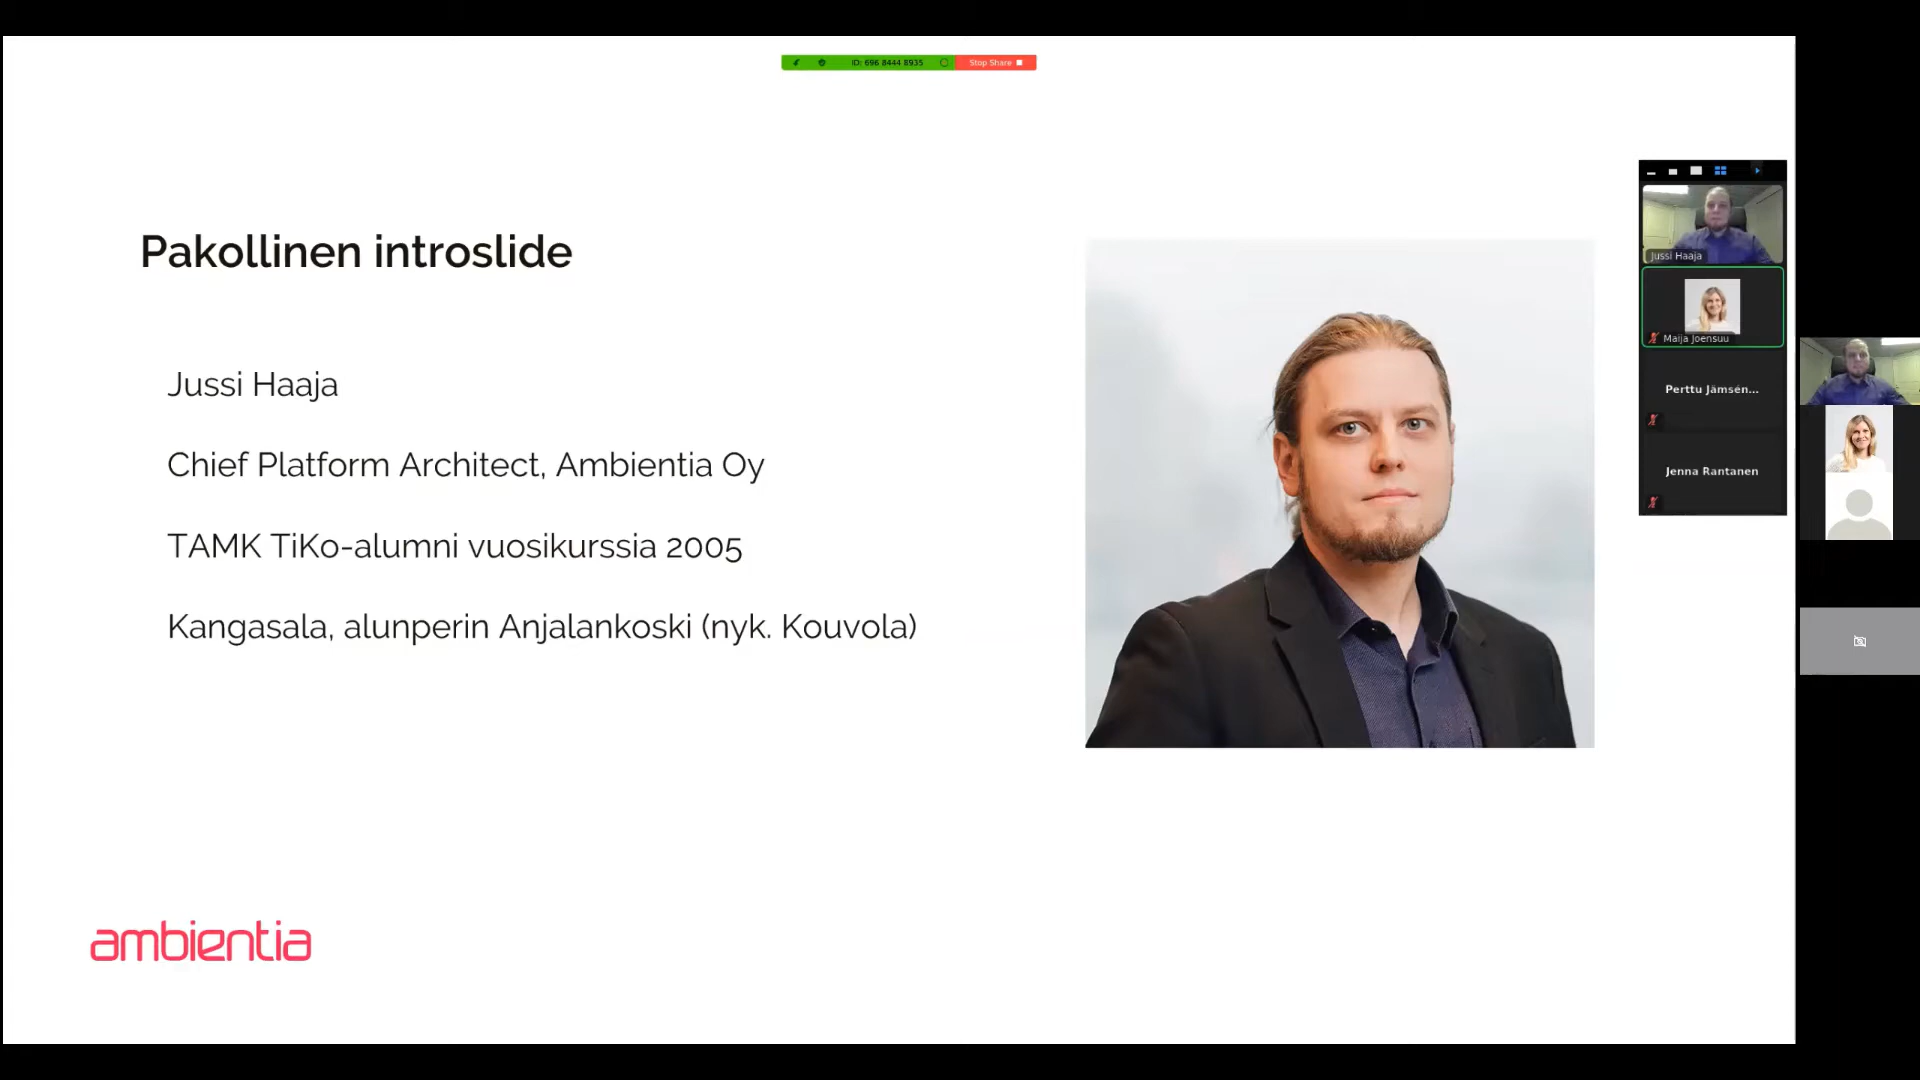 ID: 696 8444 8935
Stop Share
Pakollinen introslide
Jussi Haaja
Chief Platform Architect, Ambientia Oy
TAMK TiKo-alumni vuosikurssia 2005
Kangasala, alunperin Anjalankoski (nyk. Kouvola)
ambientia
Jussi Haaja
Maija Joensuu
Perttu Jämsén...
Jenna Rantanen